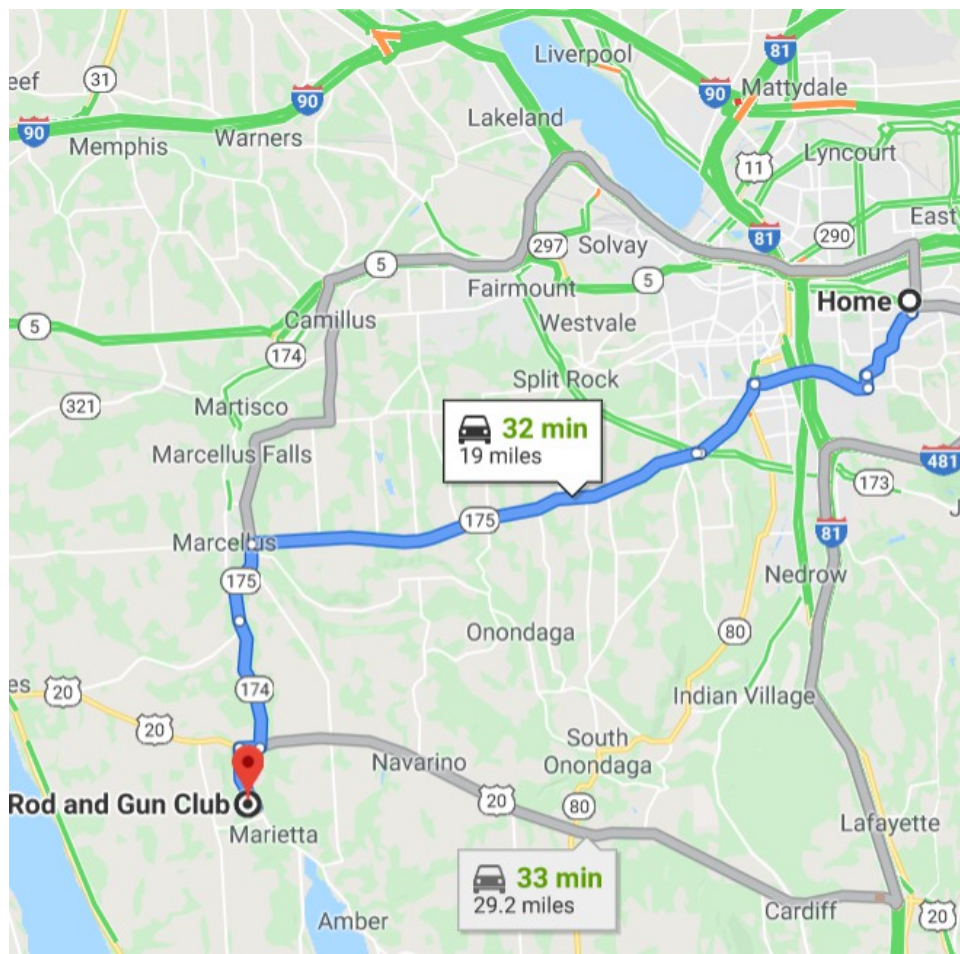 Liverpool
81
31
eef
90
90
Mattydale
Lakeland
90
Memphis
Warners
11
Lyncourt
East
81
290
297
Solvay
5
Fairmount
5
Home
Camillus
5
Westvale
174
Split Rock
Martisco
321
32 min
19 miles
Marcellus Falls
481
173
175
Marcellus
81
175
Nedrow
J
Onondaga
80
es
20
174
Indian Village
20
South
Onondaga
Navarino
20
80
Rod and Gun Club
Marietta
Lafayette
33 min
29.2 miles
Cardiff
20
Amber